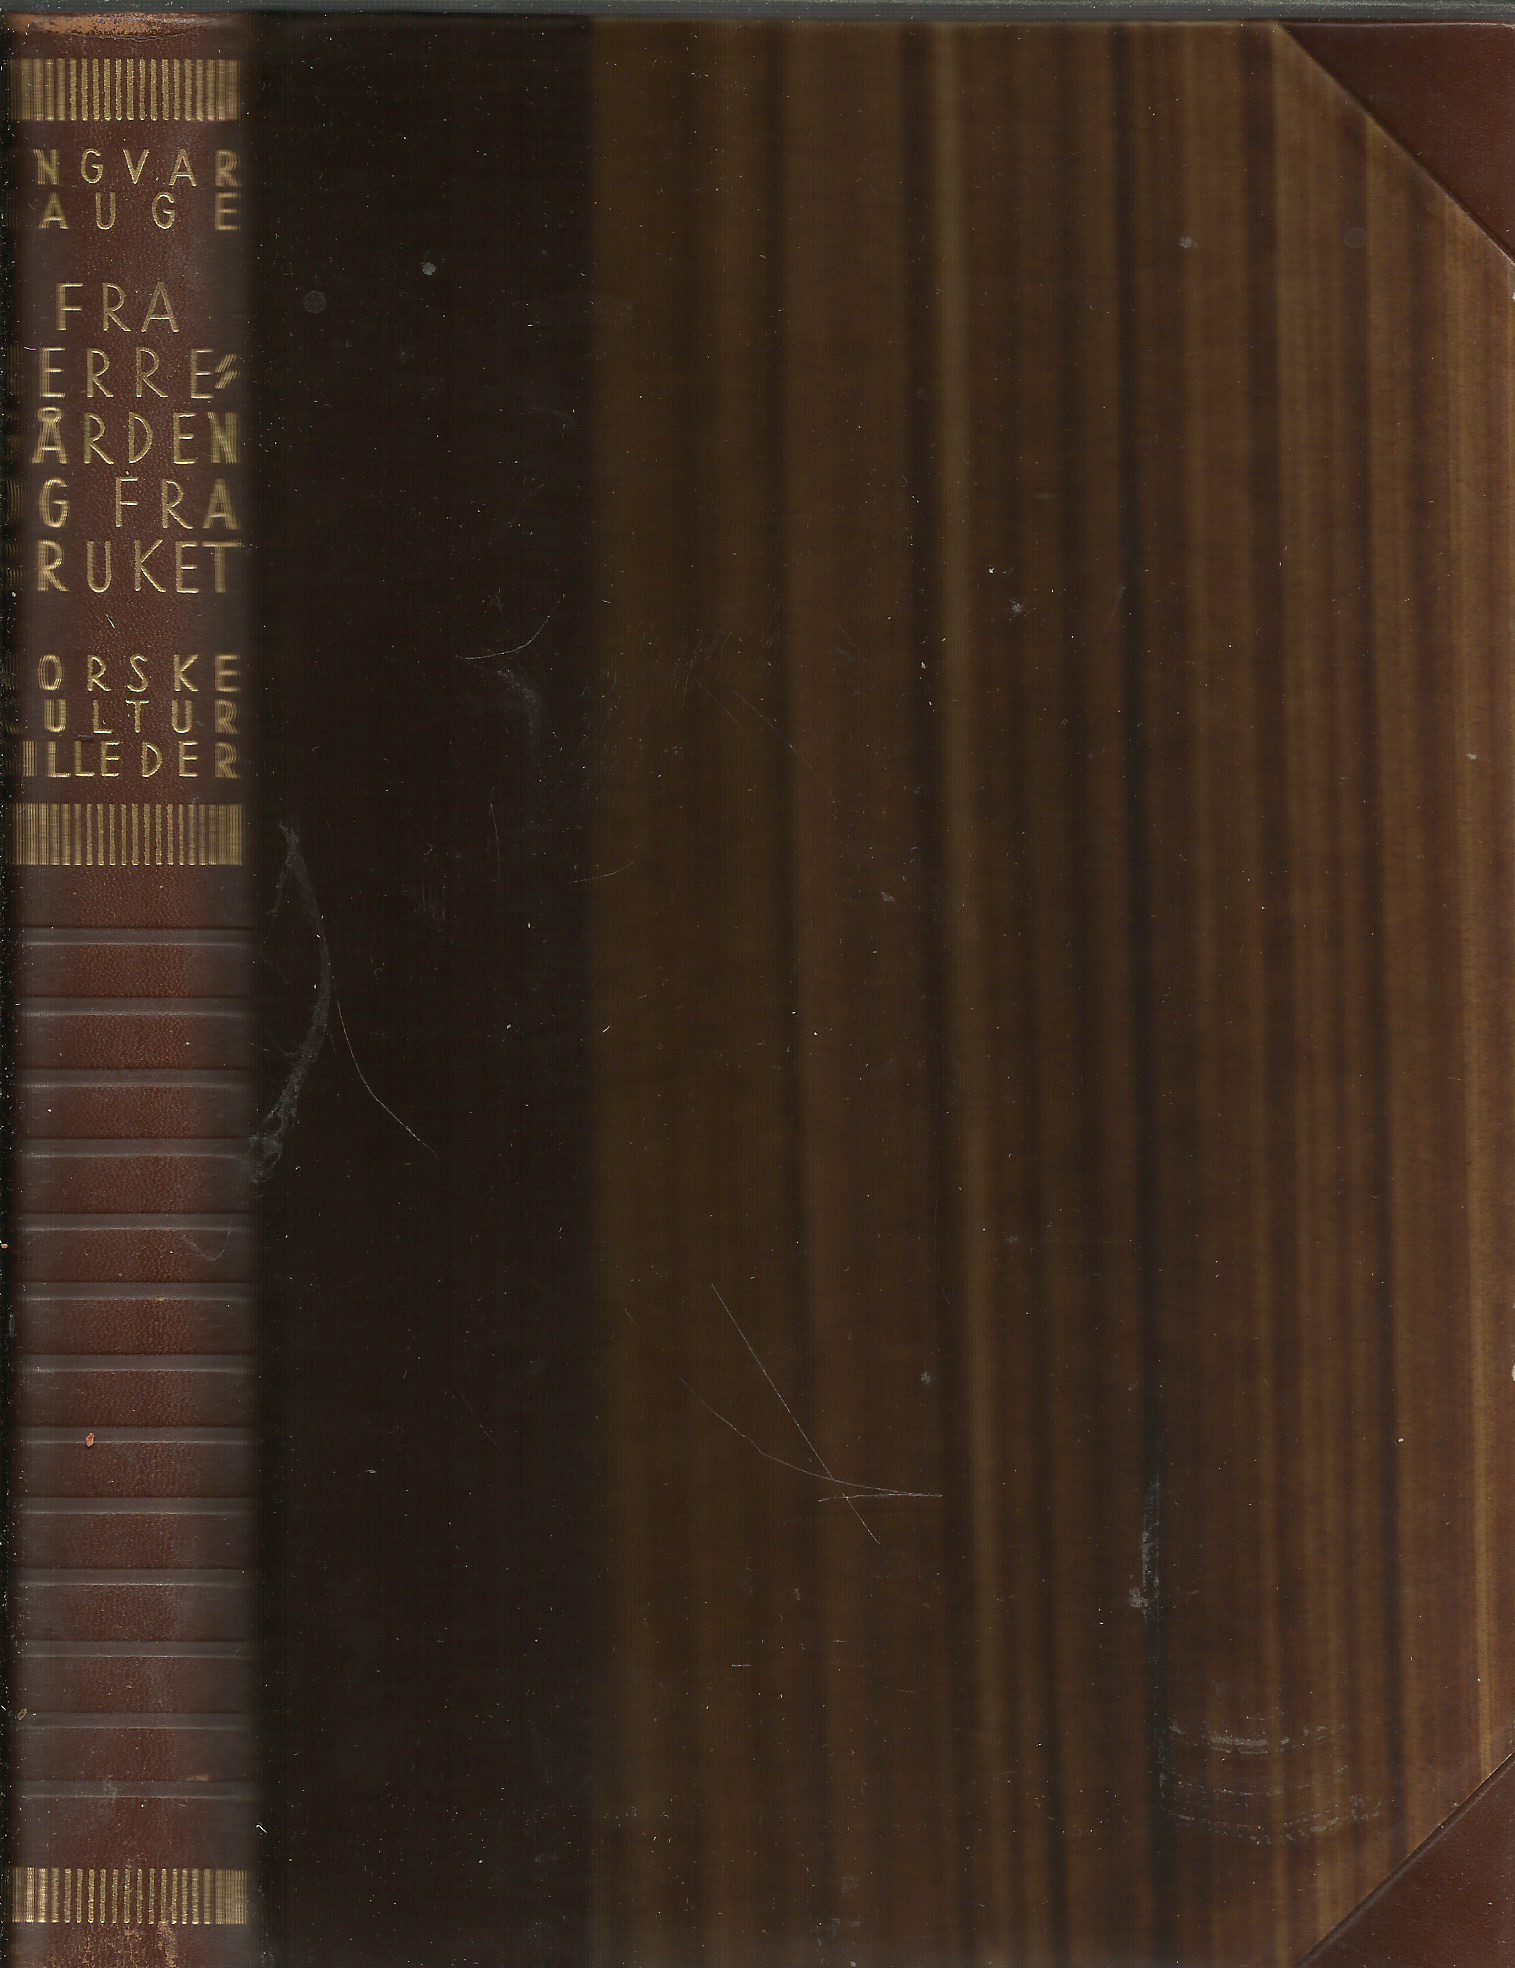 NGVAR
AUGE
FRA
ERRE-
ÅRDEN
G FRA
RUKET
ORSKE
ULTUR
ILLEDER